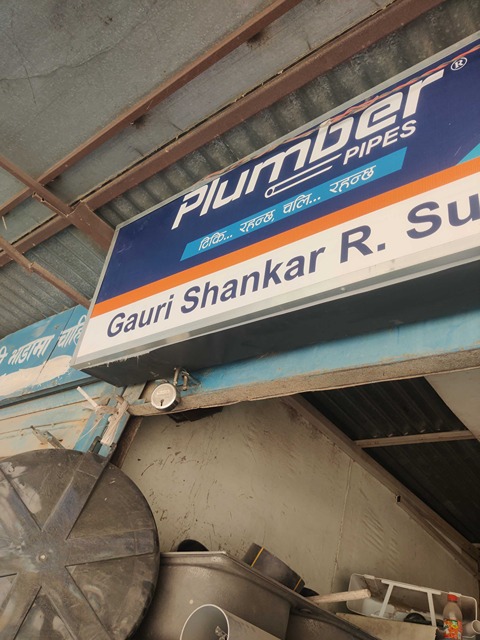 Plumber®
PIPES
टिकि... रहन्छ, चलि... रहन्छ
Gauri Shankar R. Su
भाडामा चाहि